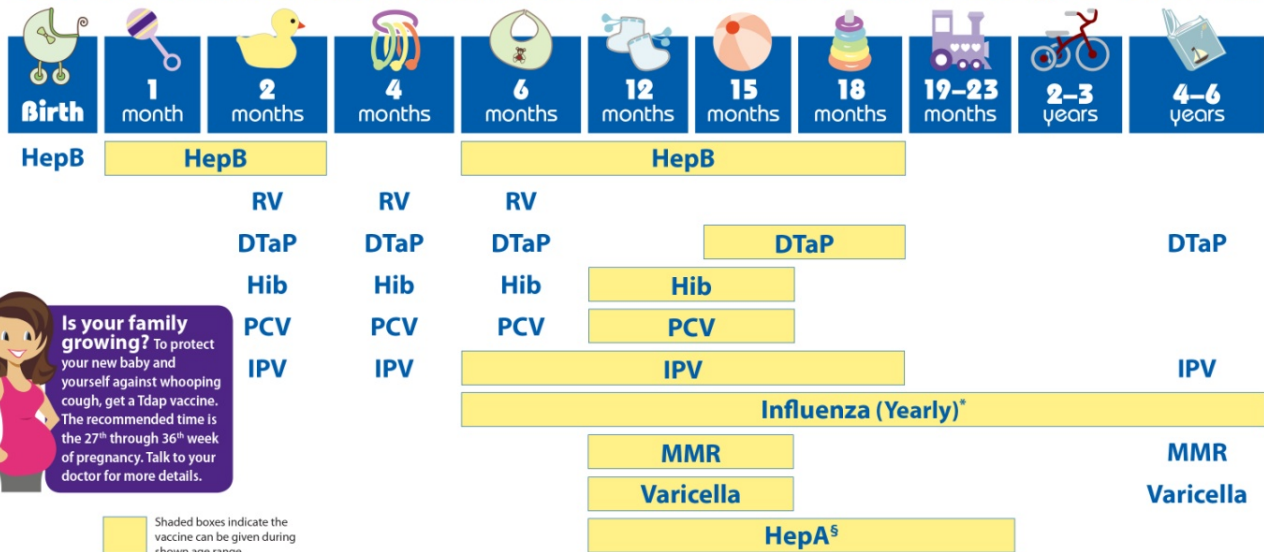 Birth
1
month
2
months
4
months
6
months
12
months
15
months
18
months
19–23
months
2–3
years
4–6
years
HepB HepB HepB
RV RV RV
DTaP DTaP DTaP DTaP DTaP
Hib Hib Hib Hib
PCV PCV PCV PCV
IPV IPV IPV IPV
Influenza (Yearly)*
MMR MMR
Varicella Varicella
HepA§
Is your family
growing? To protect
your new baby and
yourself against whooping
cough, get a Tdap vaccine.
The recommended time is
the 27th through 36th week
of pregnancy. Talk to your
doctor for more details.
Shaded boxes indicate the
vaccine can be given during
shown age range.